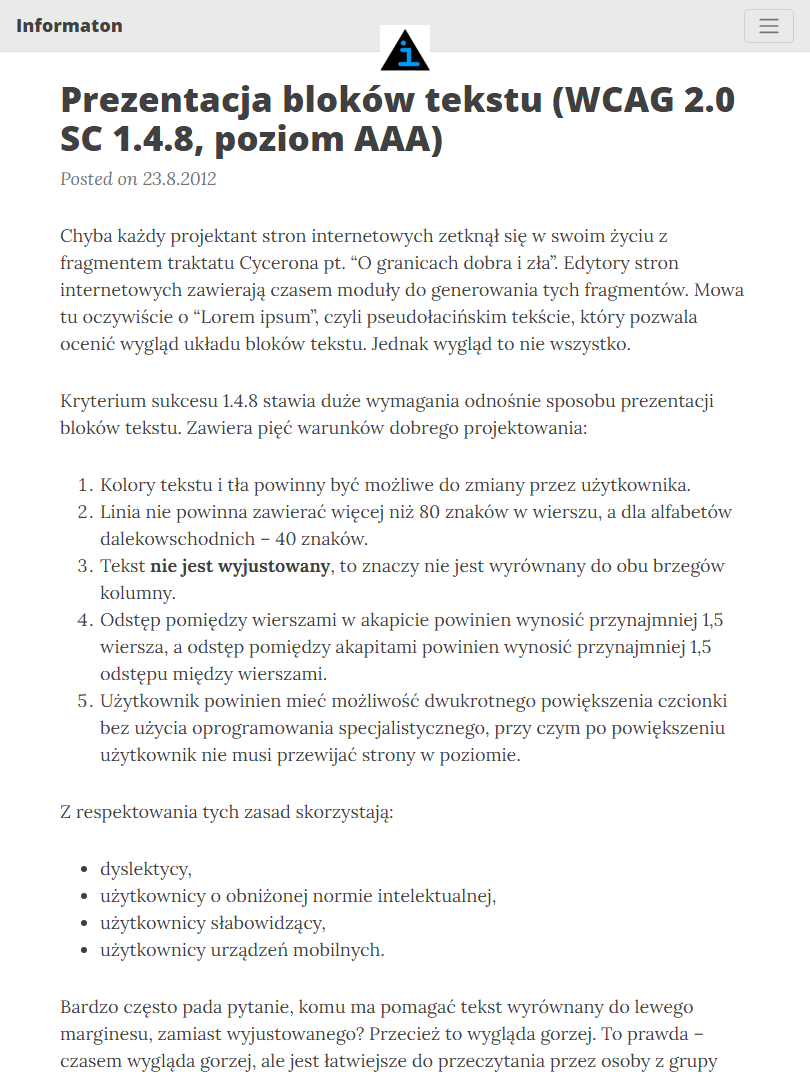 Informaton
i
Prezentacja bloków tekstu (WCAG 2.0
SC 1.4.8, poziom AAA)
Posted on 23.8.2012
Chyba każdy projektant stron internetowych zetknął się w swoim życiu z
fragmentem traktatu Cycerona pt. “O granicach dobra i zła”. Edytory stron
internetowych zawierają czasem moduły do generowania tych fragmentów. Mowa
tu oczywiście o “Lorem ipsum”, czyli pseudołacińskim tekście, który pozwala
ocenić wygląd układu bloków tekstu. Jednak wygląd to nie wszystko.
Kryterium sukcesu 1.4.8 stawia duże wymagania odnośnie sposobu prezentacji
bloków tekstu. Zawiera pięć warunków dobrego projektowania:
1. Kolory tekstu i tła powinny być możliwe do zmiany przez użytkownika.
2. Linia nie powinna zawierać więcej niż 80 znaków w wierszu, a dla alfabetów
dalekowschodnich – 40 znaków.
3. Tekst nie jest wyjustowany, to znaczy nie jest wyrównany do obu brzegów
kolumny.
4. Odstęp pomiędzy wierszami w akapicie powinien wynosić przynajmniej 1,5
wiersza, a odstęp pomiędzy akapitami powinien wynosić przynajmniej 1,5
odstępu między wierszami.
5. Użytkownik powinien mieć możliwość dwukrotnego powiększenia czcionki
bez użycia oprogramowania specjalistycznego, przy czym po powiększeniu
użytkownik nie musi przewijać strony w poziomie.
Z respektowania tych zasad skorzystają:
• dyslektycy,
• użytkownicy o obniżonej normie intelektualnej,
• użytkownicy słabowidzący,
• użytkownicy urządzeń mobilnych.
Bardzo często pada pytanie, komu ma pomagać tekst wyrównany do lewego
marginesu, zamiast wyjustowanego? Przecież to wygląda gorzej. To prawda –
czasem wygląda gorzej, ale jest łatwiejsze do przeczytania przez osoby z grupy